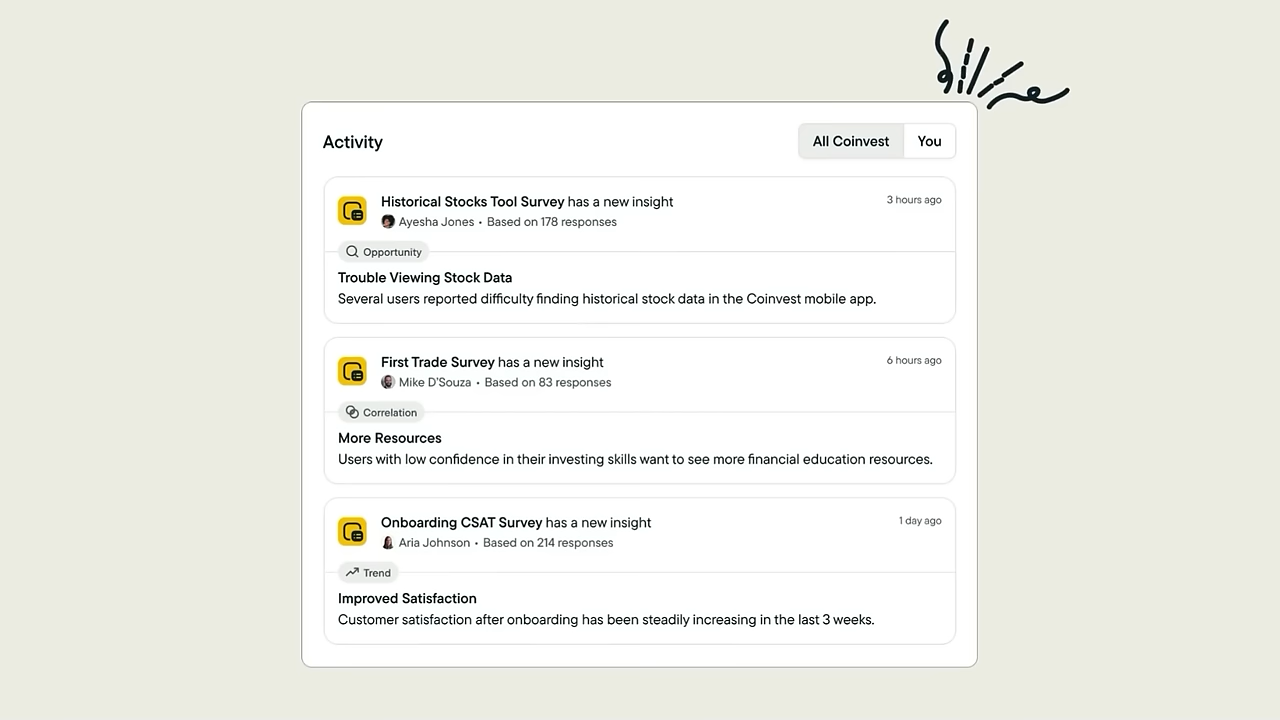 Activity
All Coinvest
You
Historical Stocks Tool Survey has a new insight
3 hours ago
Ayesha Jones • Based on 178 responses
Opportunity
Trouble Viewing Stock Data
Several users reported difficulty finding historical stock data in the Coinvest mobile app.
First Trade Survey has a new insight
6 hours ago
Mike D'Souza • Based on 83 responses
Correlation
More Resources
Users with low confidence in their investing skills want to see more financial education resources.
Onboarding CSAT Survey has a new insight
1 day ago
Aria Johnson • Based on 214 responses
Trend
Improved Satisfaction
Customer satisfaction after onboarding has been steadily increasing in the last 3 weeks.